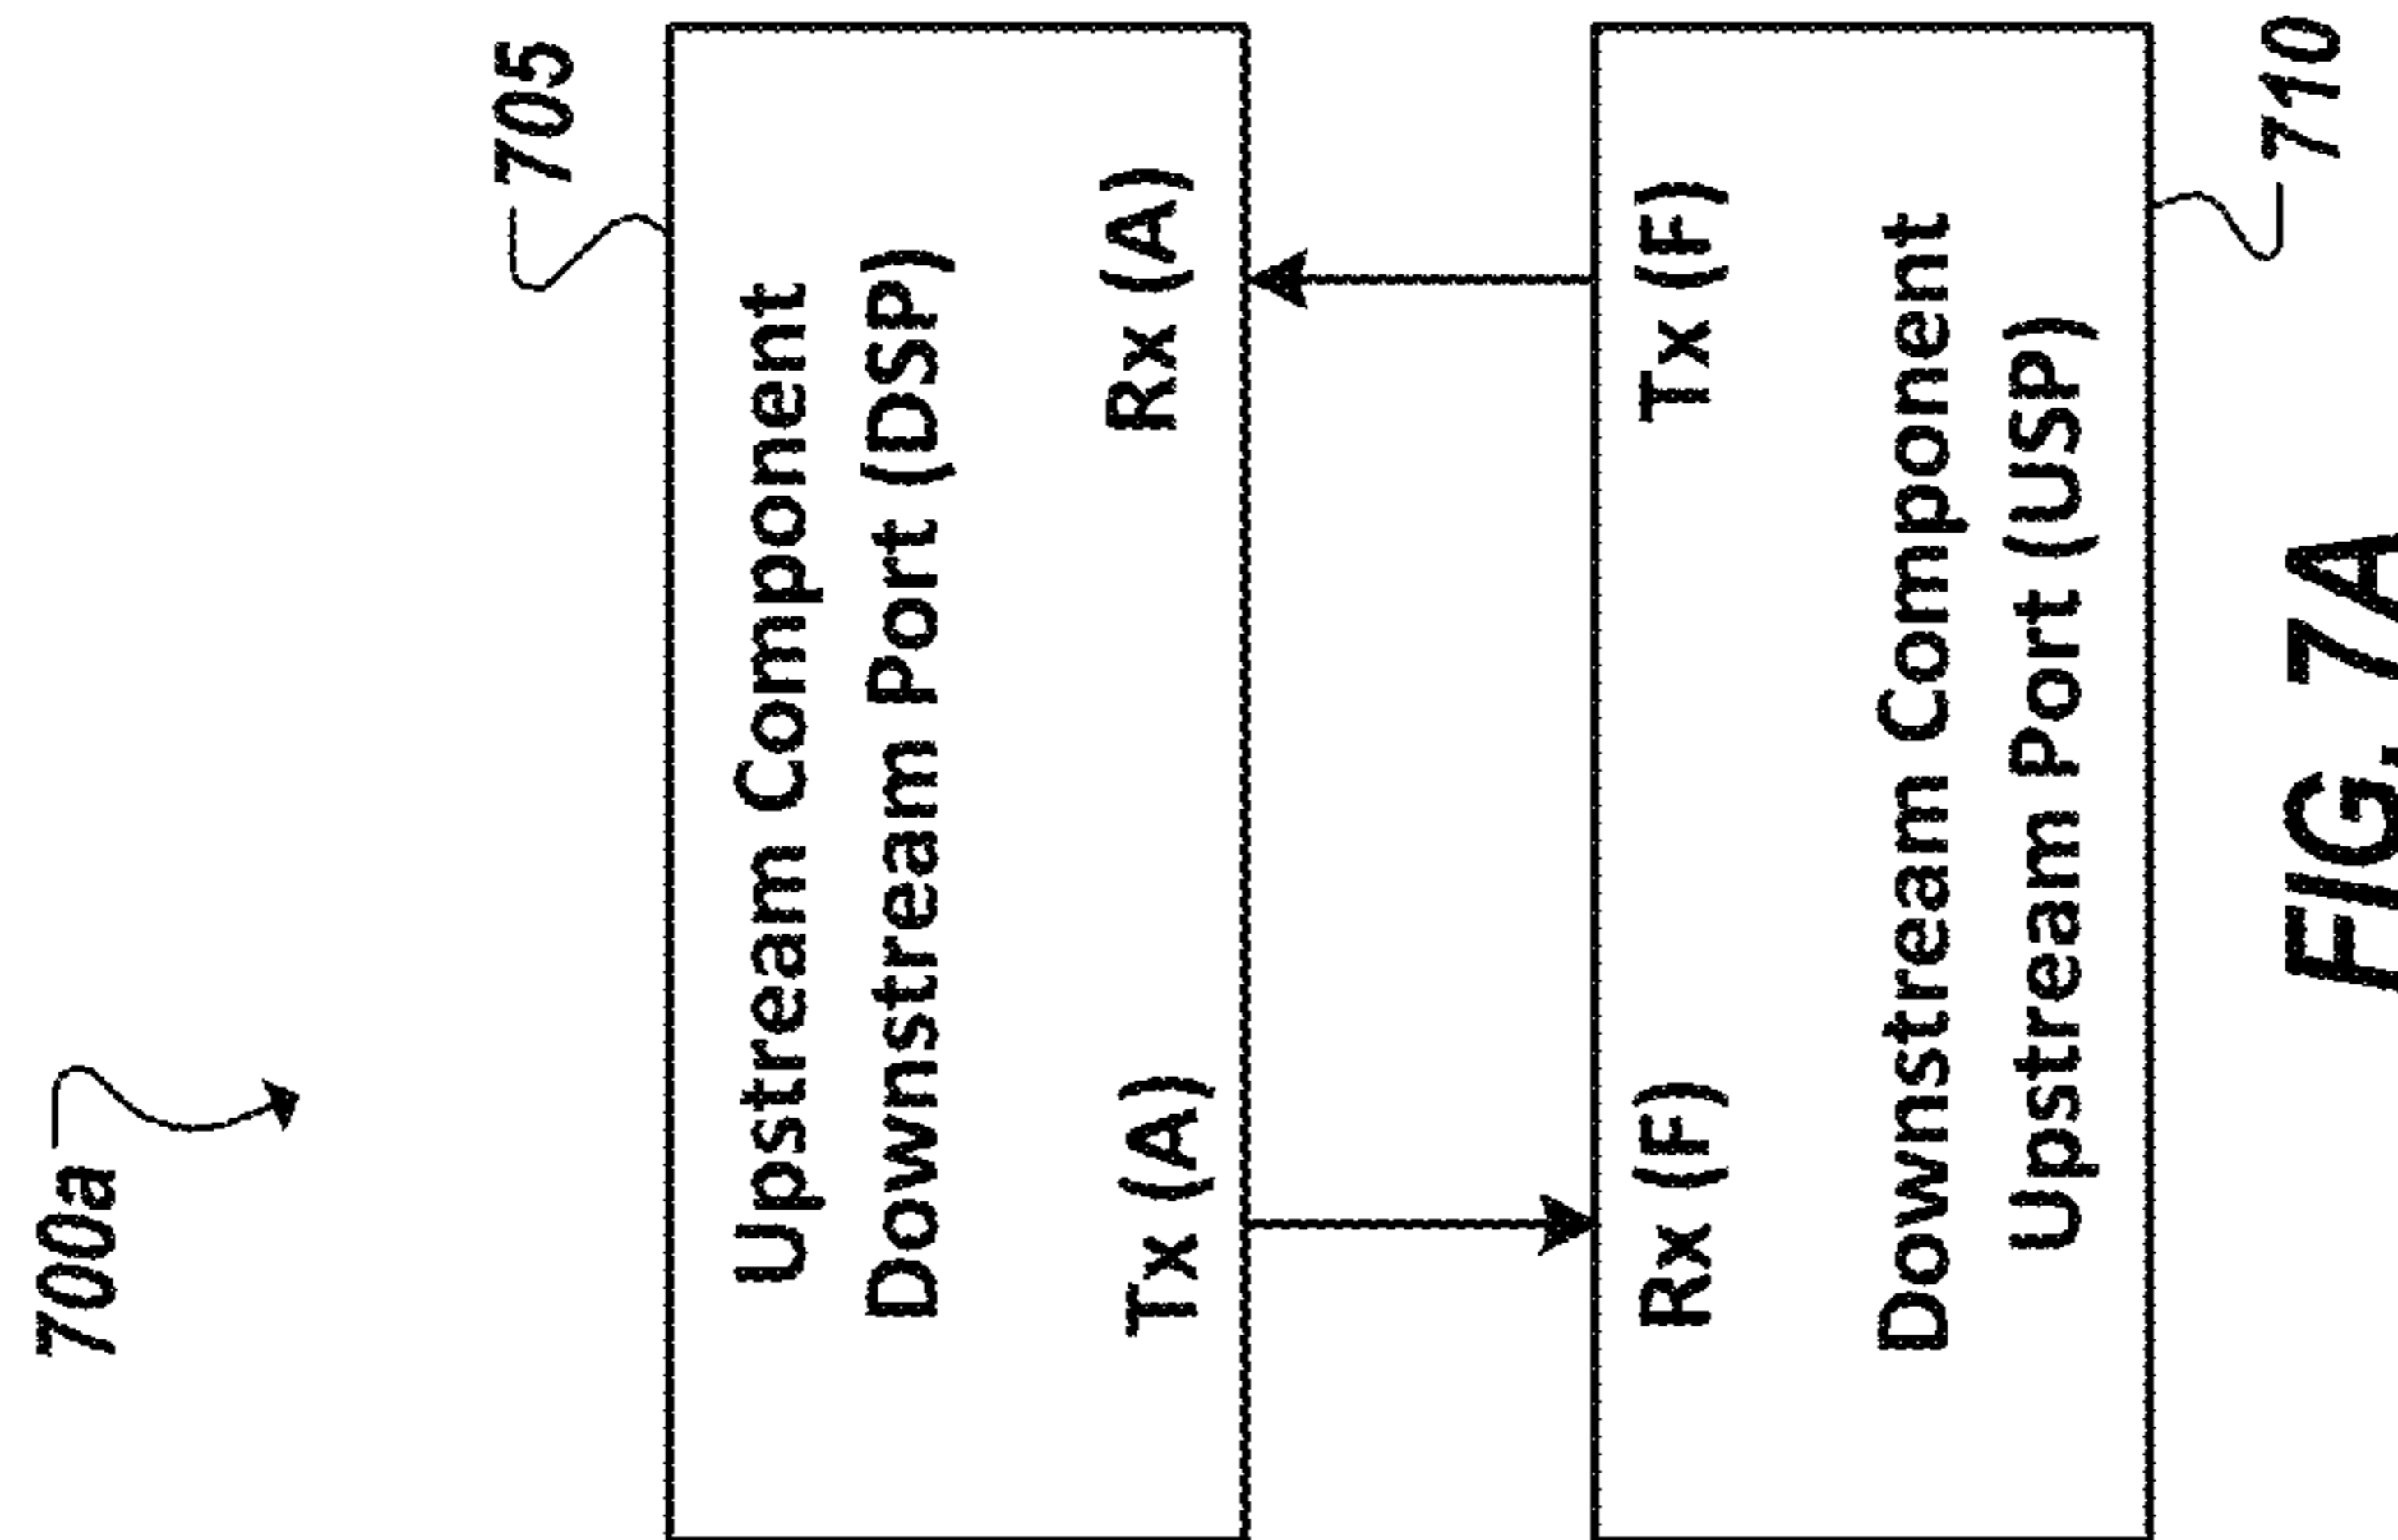 700a
705
Upstream Component
Downstream Port (DSP)
Tx (A)
Rx (A)
Rx (F)
Tx (F)
Downstream Component
Upstream Port (USP)
710
FIG. 7A